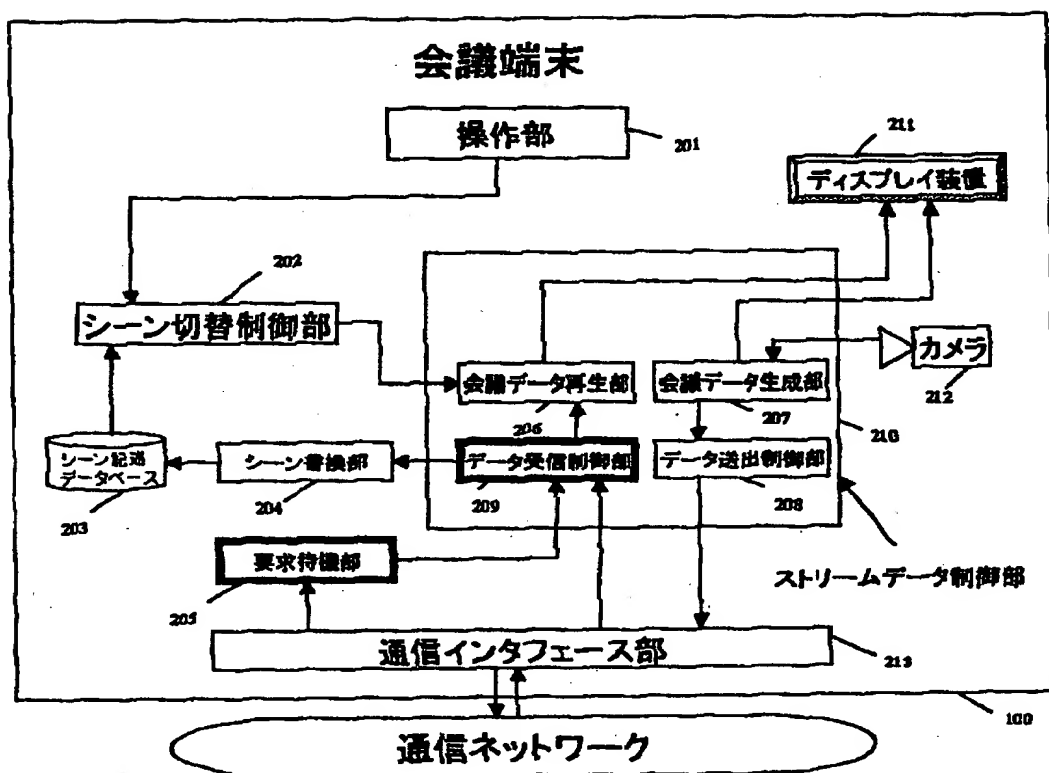 会議端末
操作部
201
211
ディスプレイ装置
202
シーン切替制御部
カメラ
212
会議データ再生部
会議データ生成部
206
207
210
シーン記述
データベース
203
シーン書換部
204
データ受信制御部
209
データ送出制御部
208
要求待機部
205
ストリームデータ制御部
通信インタフェース部
213
100
通信ネットワーク